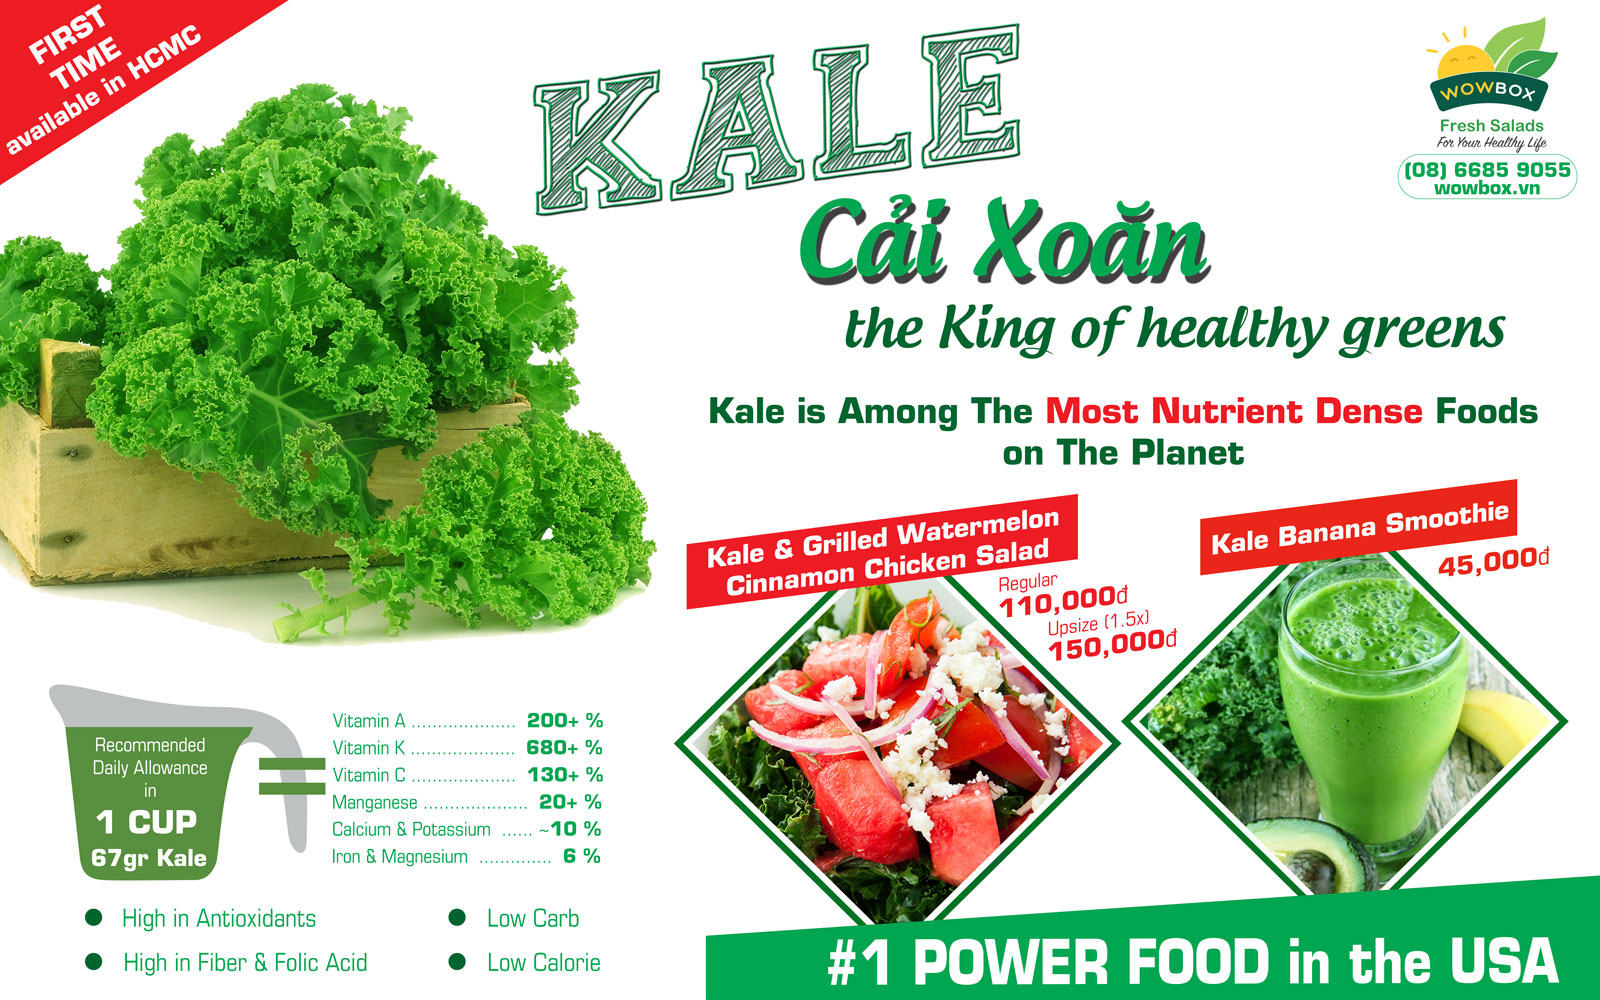 FIRST
TIME
available in HCMC
KALE
WOWBOX
Fresh Salads
For Your Healthy Life
(08) 6685 9055
wowbox.vn
Cải Xoăn
the King of healthy greens
Kale is Among The Most Nutrient Dense Foods
on The Planet
Kale & Grilled Watermelon
Cinnamon Chicken Salad
Regular
110,000đ
Upsize (1.5x)
150,000đ
Kale Banana Smoothie
45,000đ
Recommended
Daily Allowance
in
1 CUP
67gr Kale
Vitamin A .................... 200+ %
Vitamin K .................... 680+ %
Vitamin C .................... 130+ %
Manganese .................... 20+ %
Calcium & Potassium ...... ~10 %
Iron & Magnesium .............. 6 %
High in Antioxidants
Low Carb
High in Fiber & Folic Acid
Low Calorie
#1 POWER FOOD in the USA